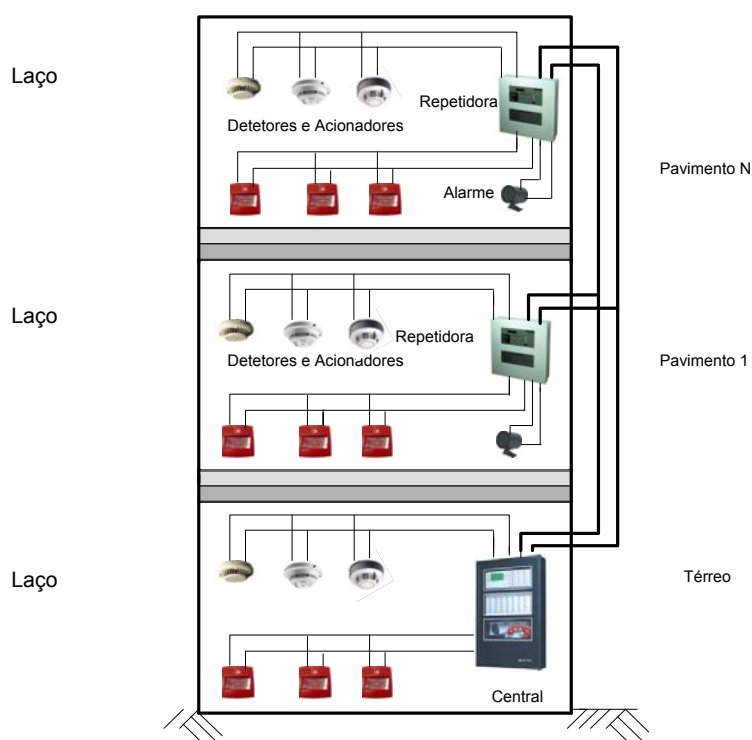 Laço
Repetidora
Detetores e Acionadores
Pavimento N
Alarme
Laço
Repetidora
Detetores e Acionadores
Pavimento 1
Laço
Térreo
Central